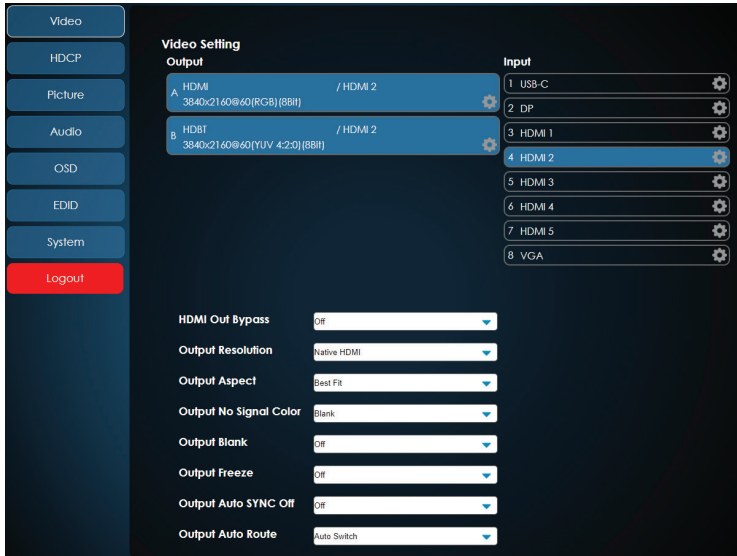 Video
HDCP
Picture
Audio
OSD
EDID
System
Logout
Video Setting
Output
A HDMI / HDMI 2
3840x2160@60(RGB)(8Bit)
B HDBT / HDMI 2
3840x2160@60(YUV 4:2:0)(8Bit)
Input
1 USB-C
2 DP
3 HDMI 1
4 HDMI 2
5 HDMI 3
6 HDMI 4
7 HDMI 5
8 VGA
HDMI Out Bypass Off
Output Resolution Native HDMI
Output Aspect Best Fit
Output No Signal Color Blank
Output Blank Off
Output Freeze Off
Output Auto SYNC Off Off
Output Auto Route Auto Switch